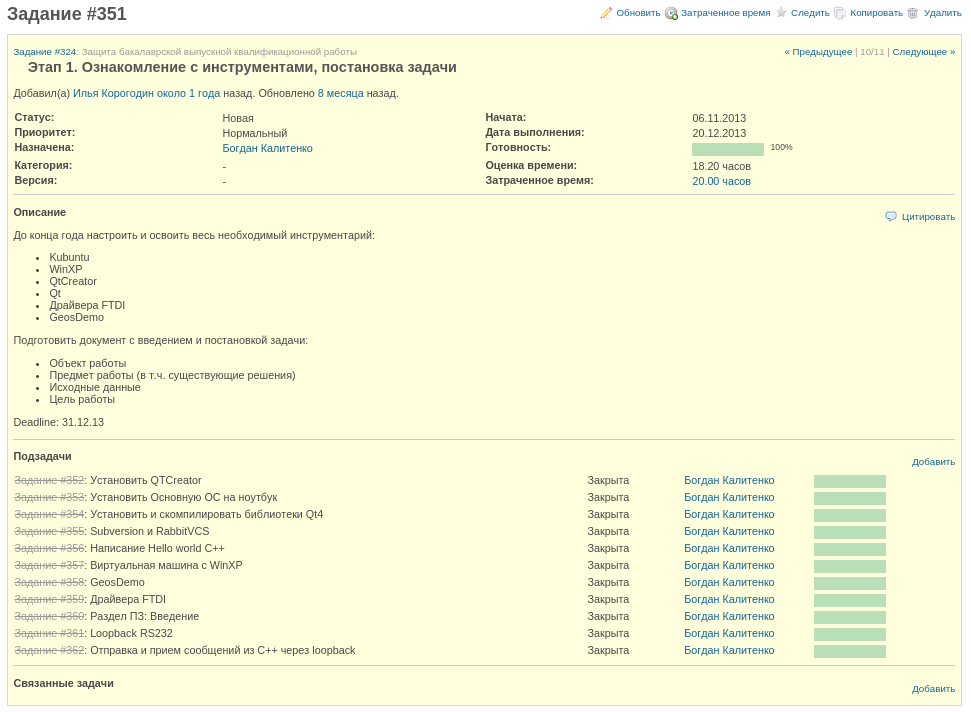 Задание #351
Обновить Затраченное время Следить Копировать Удалить
Задание #324: Защита бакалаврской выпускной квалификационной работы
« Предыдущее | 10/11 | Следующее »
Этап 1. Ознакомление с инструментами, постановка задачи
Добавил(а) Илья Корогодин около 1 года назад. Обновлено 8 месяца назад.
Статус: Новая Начата: 06.11.2013
Приоритет: Нормальный Дата выполнения: 20.12.2013
Назначена: Богдан Калитенко Готовность: 100%
Категория: - Оценка времени: 18.20 часов
Версия: - Затраченное время: 20.00 часов
Описание
Цитировать
До конца года настроить и освоить весь необходимый инструментарий:
• Kubuntu
• WinXP
• QtCreator
• Qt
• Драйвера FTDI
• GeosDemo
Подготовить документ с введением и постановкой задачи:
• Объект работы
• Предмет работы (в т.ч. существующие решения)
• Исходные данные
• Цель работы
Deadline: 31.12.13
Подзадачи
Добавить
Задание #352: Установить QTCreator Закрыта Богдан Калитенко
Задание #353: Установить Основную ОС на ноутбук Закрыта Богдан Калитенко
Задание #354: Установить и скомпилировать библиотеки Qt4 Закрыта Богдан Калитенко
Задание #355: Subversion и RabbitVCS Закрыта Богдан Калитенко
Задание #356: Написание Hello world C++ Закрыта Богдан Калитенко
Задание #357: Виртуальная машина с WinXP Закрыта Богдан Калитенко
Задание #358: GeosDemo Закрыта Богдан Калитенко
Задание #359: Драйвера FTDI Закрыта Богдан Калитенко
Задание #360: Раздел ПЗ: Введение Закрыта Богдан Калитенко
Задание #361: Loopback RS232 Закрыта Богдан Калитенко
Задание #362: Отправка и прием сообщений из C++ через loopback Закрыта Богдан Калитенко
Связанные задачи
Добавить